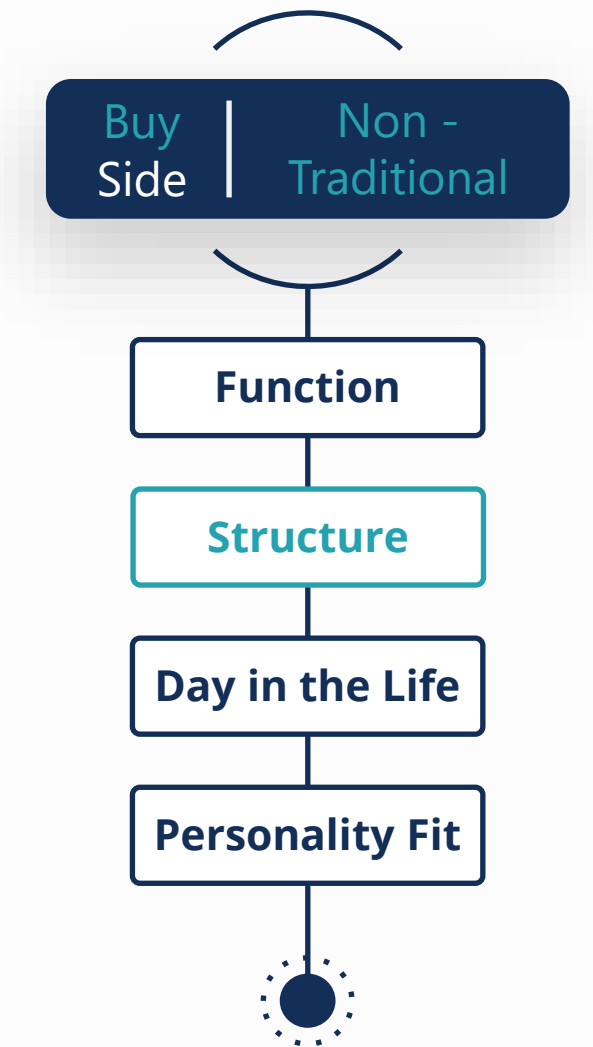 Buy
Side
Non -
Traditional
Function
Structure
Day in the Life
Personality Fit